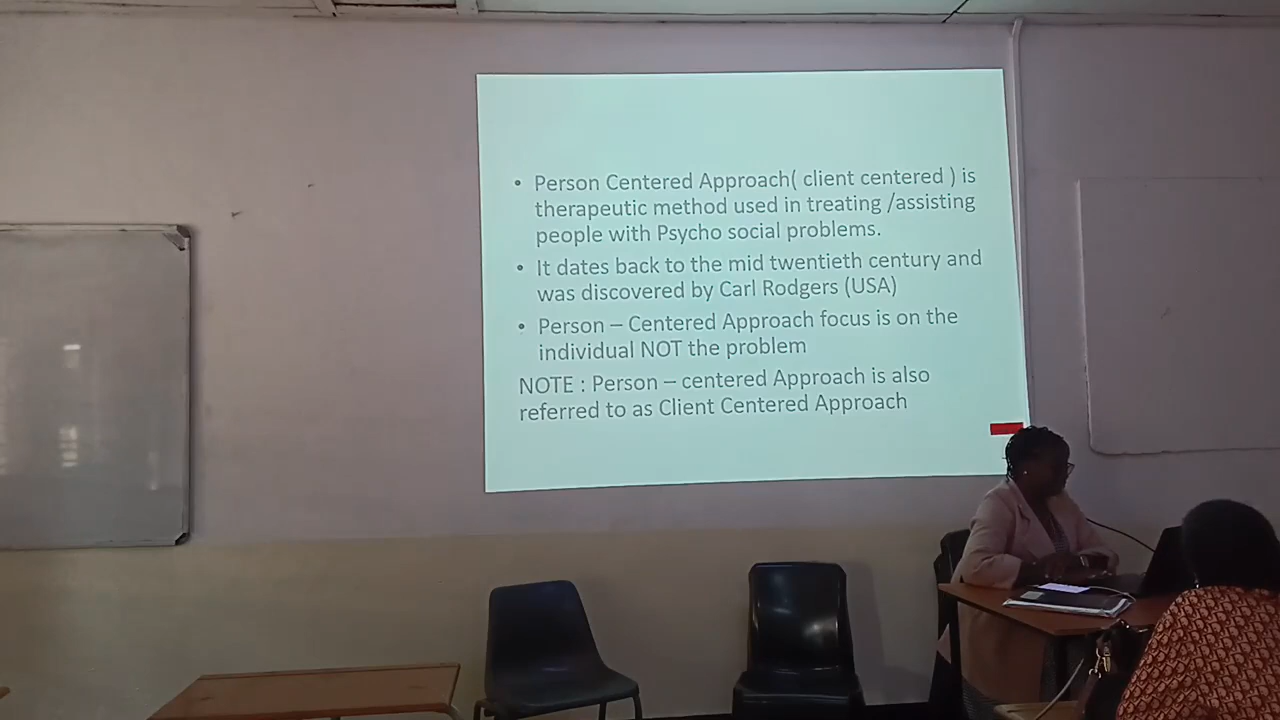 • Person Centered Approach( client centered ) is
therapeutic method used in treating /assisting
people with Psycho social problems.
• It dates back to the mid twentieth century and
was discovered by Carl Rodgers (USA)
• Person – Centered Approach focus is on the
individual NOT the problem
NOTE : Person – centered Approach is also
referred to as Client Centered Approach